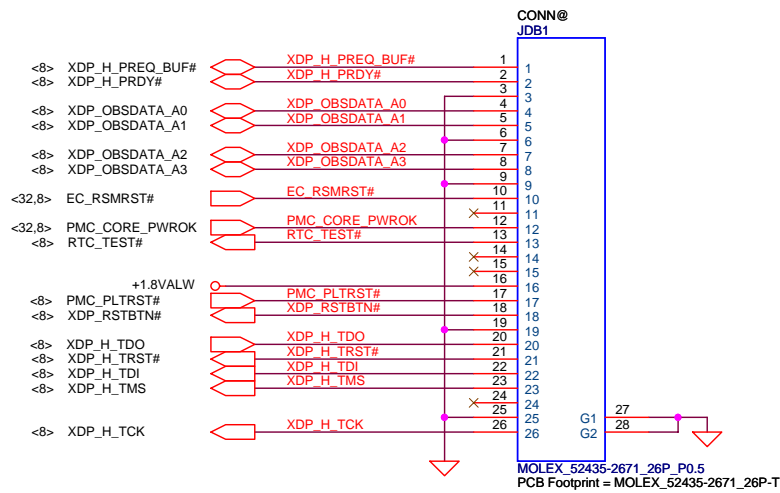 CONN@
JDB1
<8> XDP_H_PREQ_BUF# XDP_H_PREQ_BUF# 1 1
<8> XDP_H_PRDY# XDP_H_PRDY# 2 2
3 3
<8> XDP_OBSDATA_A0 XDP_OBSDATA_A0 4 4
<8> XDP_OBSDATA_A1 XDP_OBSDATA_A1 5 5
6 6
<8> XDP_OBSDATA_A2 XDP_OBSDATA_A2 7 7
<8> XDP_OBSDATA_A3 XDP_OBSDATA_A3 8 8
9 9
<32,8> EC_RSMRST# EC_RSMRST# 10 10
11 11
<32,8> PMC_CORE_PWROK PMC_CORE_PWROK 12 12
<8> RTC_TEST# RTC_TEST# 13 13
14 14
15 15
+1.8VALW 16 16
<8> PMC_PLTRST# PMC_PLTRST# 17 17
<8> XDP_RSTBTN# XDP_RSTBTN# 18 18
19 19
<8> XDP_H_TDO XDP_H_TDO 20 20
<8> XDP_H_TRST# XDP_H_TRST# 21 21
<8> XDP_H_TDI XDP_H_TDI 22 22
<8> XDP_H_TMS XDP_H_TMS 23 23
24 24
25 25 G1 27
<8> XDP_H_TCK XDP_H_TCK 26 26 G2 28
MOLEX_52435-2671_26P_P0.5
PCB Footprint = MOLEX_52435-2671_26P-T